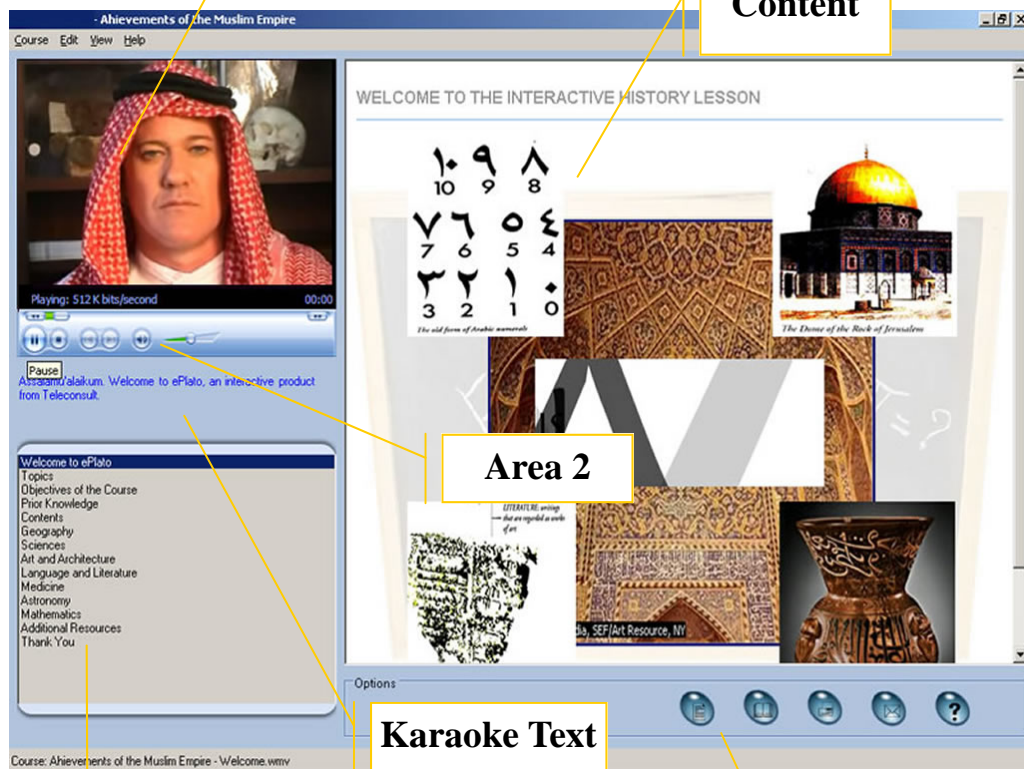 - Ahievements of the Muslim Empire
Content
Course Edit View Help
WELCOME TO THE INTERACTIVE HISTORY LESSON
١٠ ٩ ٨
10 9 8
٧ ٦ ٥ ٤
7 6 5 4
٣ ٢ ١ ٠
3 2 1 0
The old form of Arabic numerals
The Dome of the Rock of Jerusalem
Playing: 512 K bits/second 00:00
Pause
Assalamu'alaikum. Welcome to ePlato, an interactive product
from Teleconsult.
Area 2
Welcome to ePlato
Topics
Objectives of the Course
Prior Knowledge
Contents
Geography
Sciences
Art and Architecture
Language and Literature
Medicine
Astronomy
Mathematics
Additional Resources
Thank You
LITERATURE: writings
that are regarded as works
of art
dia, SEF/Art Resource, NY
Options
?
Karaoke Text
Course: Ahievements of the Muslim Empire - Welcome.wmv